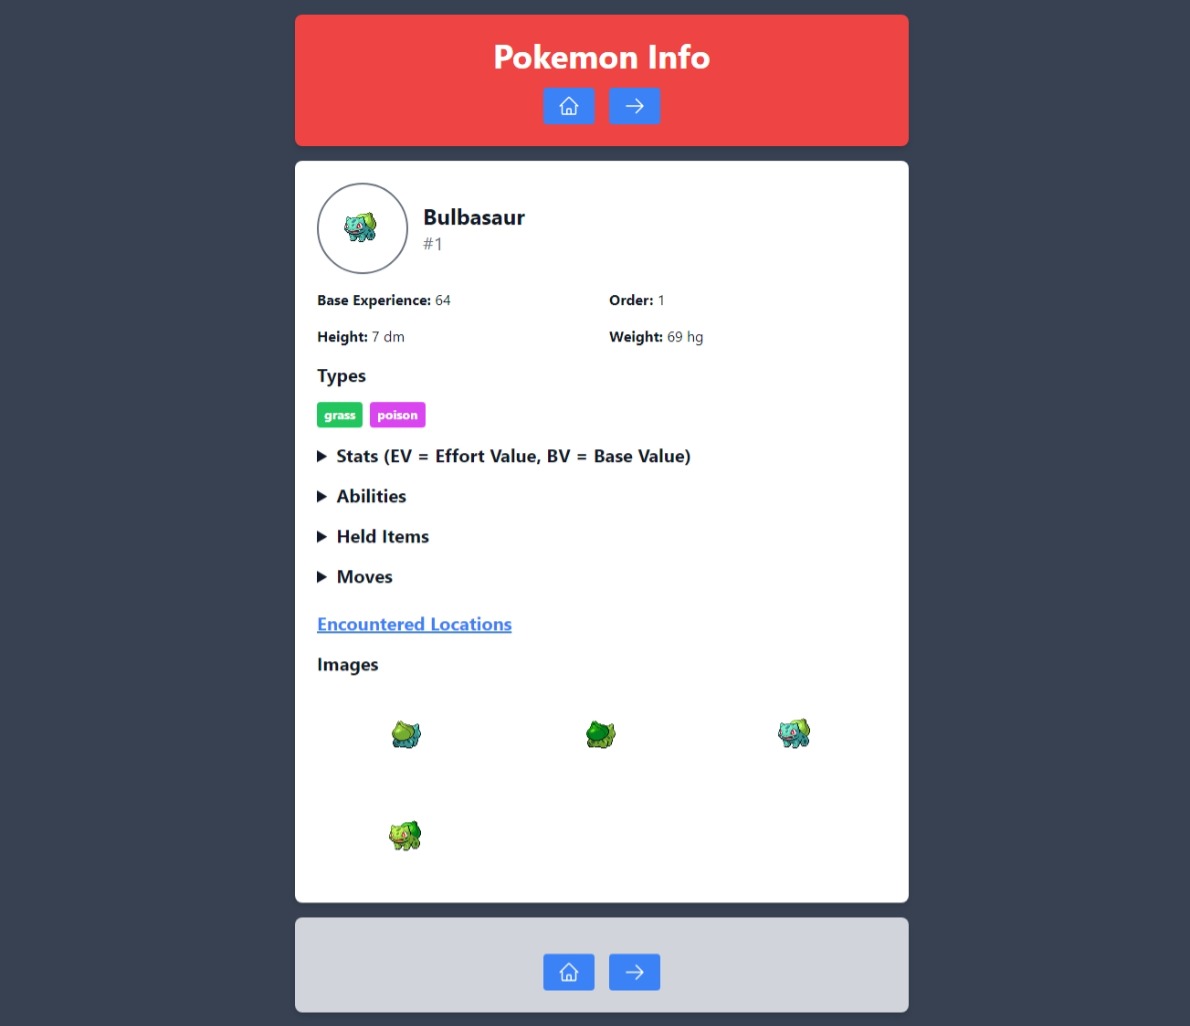 Pokemon Info
Bulbasaur
#1
Base Experience: 64
Order: 1
Height: 7 dm
Weight: 69 hg
Types
grass
poison
Stats (EV = Effort Value, BV = Base Value)
Abilities
Held Items
Moves
Encountered Locations
Images